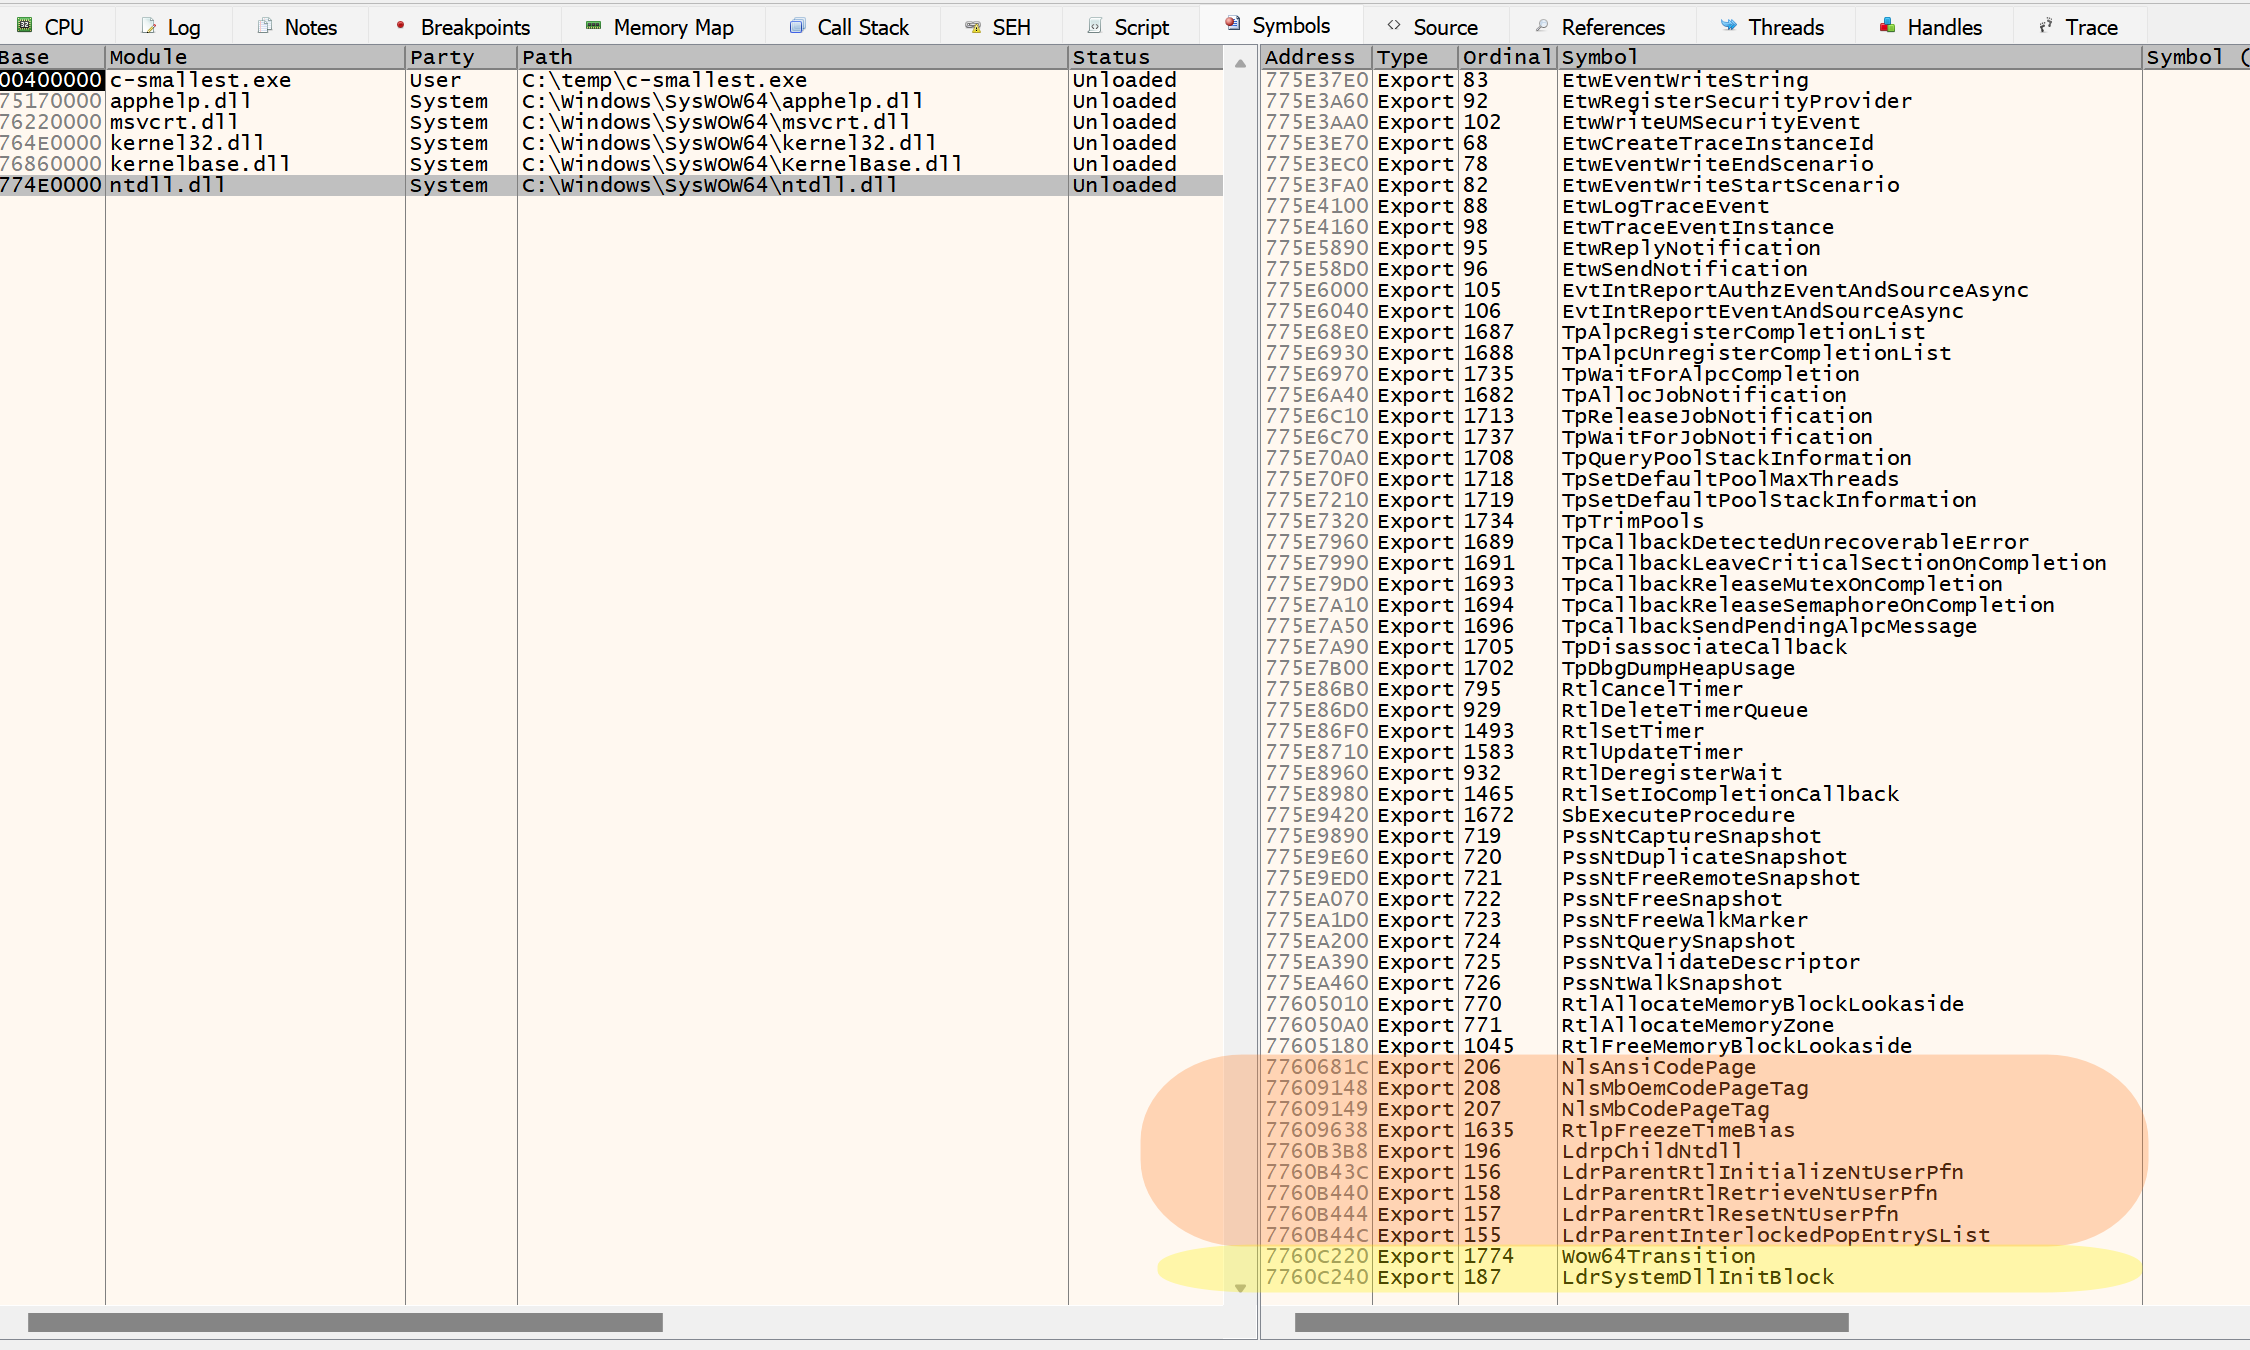 CPU Log Notes Breakpoints Memory Map Call Stack SEH Script Symbols Source References Threads Handles Trace
Base Module Party Path Status
00400000 c-smallest.exe User C:\temp\c-smallest.exe Unloaded
75170000 apphelp.dll System C:\Windows\SysWOW64\apphelp.dll Unloaded
76220000 msvcrt.dll System C:\Windows\SysWOW64\msvcrt.dll Unloaded
764E0000 kernel32.dll System C:\Windows\SysWOW64\kernel32.dll Unloaded
76860000 kernelbase.dll System C:\Windows\SysWOW64\KernelBase.dll Unloaded
774E0000 ntdll.dll System C:\Windows\SysWOW64\ntdll.dll Unloaded
Address Type Ordinal Symbol Symbol (
775E37E0 Export 83 EtwEventWriteString
775E3A60 Export 92 EtwRegisterSecurityProvider
775E3AA0 Export 102 EtwWriteUMSecurityEvent
775E3E70 Export 68 EtwCreateTraceInstanceId
775E3EC0 Export 78 EtwEventWriteEndScenario
775E3FA0 Export 82 EtwEventWriteStartScenario
775E4100 Export 88 EtwLogTraceEvent
775E4160 Export 98 EtwTraceEventInstance
775E5890 Export 95 EtwReplyNotification
775E58D0 Export 96 EtwSendNotification
775E6000 Export 105 EvtIntReportAuthzEventAndSourceAsync
775E6040 Export 106 EvtIntReportEventAndSourceAsync
775E68E0 Export 1687 TpAlpcRegisterCompletionList
775E6930 Export 1688 TpAlpcUnregisterCompletionList
775E6970 Export 1735 TpWaitForAlpcCompletion
775E6A40 Export 1682 TpAllocJobNotification
775E6C10 Export 1713 TpReleaseJobNotification
775E6C70 Export 1737 TpWaitForJobNotification
775E70A0 Export 1708 TpQueryPoolStackInformation
775E70F0 Export 1718 TpSetDefaultPoolMaxThreads
775E7210 Export 1719 TpSetDefaultPoolStackInformation
775E7320 Export 1734 TpTrimPools
775E7960 Export 1689 TpCallbackDetectedUnrecoverableError
775E7990 Export 1691 TpCallbackLeaveCriticalSectionOnCompletion
775E79D0 Export 1693 TpCallbackReleaseMutexOnCompletion
775E7A10 Export 1694 TpCallbackReleaseSemaphoreOnCompletion
775E7A50 Export 1696 TpCallbackSendPendingAlpcMessage
775E7A90 Export 1705 TpDisassociateCallback
775E7B00 Export 1702 TpDbgDumpHeapUsage
775E86B0 Export 795 RtlCancelTimer
775E86D0 Export 929 RtlDeleteTimerQueue
775E86F0 Export 1493 RtlSetTimer
775E8710 Export 1583 RtlUpdateTimer
775E8960 Export 932 RtlDeregisterWait
775E8980 Export 1465 RtlSetIoCompletionCallback
775E9420 Export 1672 SbExecuteProcedure
775E9890 Export 719 PssNtCaptureSnapshot
775E9E60 Export 720 PssNtDuplicateSnapshot
775E9ED0 Export 721 PssNtFreeRemoteSnapshot
775EA070 Export 722 PssNtFreeSnapshot
775EA1D0 Export 723 PssNtFreeWalkMarker
775EA200 Export 724 PssNtQuerySnapshot
775EA390 Export 725 PssNtValidateDescriptor
775EA460 Export 726 PssNtWalkSnapshot
77605010 Export 770 RtlAllocateMemoryBlockLookaside
776050A0 Export 771 RtlAllocateMemoryZone
77605180 Export 1045 RtlFreeMemoryBlockLookaside
7760681C Export 206 NlsAnsiCodePage
77609148 Export 208 NlsMbOemCodePageTag
77609149 Export 207 NlsMbCodePageTag
77609638 Export 1635 RtlpFreezeTimeBias
7760B3B8 Export 196 LdrpChildNtdll
7760B43C Export 156 LdrParentRtlInitializeNtUserPfn
7760B440 Export 158 LdrParentRtlRetrieveNtUserPfn
7760B444 Export 157 LdrParentRtlResetNtUserPfn
7760B44C Export 155 LdrParentInterlockedPopEntrySList
7760C220 Export 1774 Wow64Transition
7760C240 Export 187 LdrSystemDllInitBlock